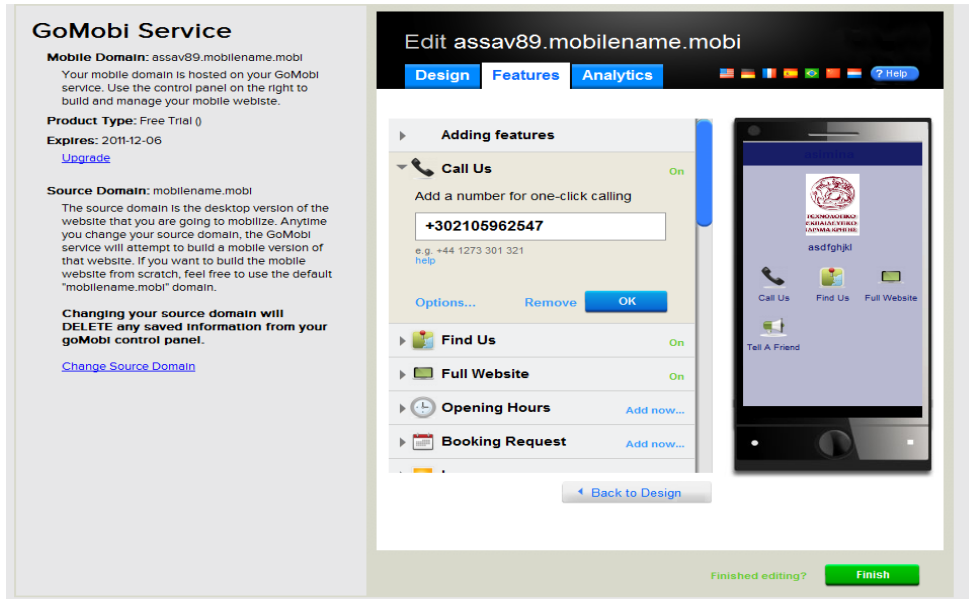 GoMobi Service
Mobile Domain: assav89.mobilename.mobi
Your mobile domain is hosted on your GoMobi
service. Use the control panel on the right to
build and manage your mobile webiste.
Product Type: Free Trial ()
Expires: 2011-12-06
Upgrade
Source Domain: mobilename.mobi
The source domain is the desktop version of the
website that you are going to mobilize. Anytime
you change your source domain, the GoMobi
service will attempt to build a mobile version of
that website. If you want to build the mobile
website from scratch, feel free to use the default
"mobilename.mobi" domain.
Changing your source domain will
DELETE any saved information from your
goMobi control panel.
Change Source Domain
Edit assav89.mobilename.mobi
Design Features Analytics
? Help
Adding features
Call Us On
Add a number for one-click calling
+302105962547
e.g. +44 1273 301 321
help
Options... Remove OK
Find Us On
Full Website On
Opening Hours Add now...
Booking Request Add now...
Back to Design
ΤΕΧΝΟΛΟΓΙΚΟ
ΕΚΠΑΙΔΕΥΤΙΚΟ
asdfghjkl
Call Us Find Us Full Website
Tell A Friend
Finished editing? Finish